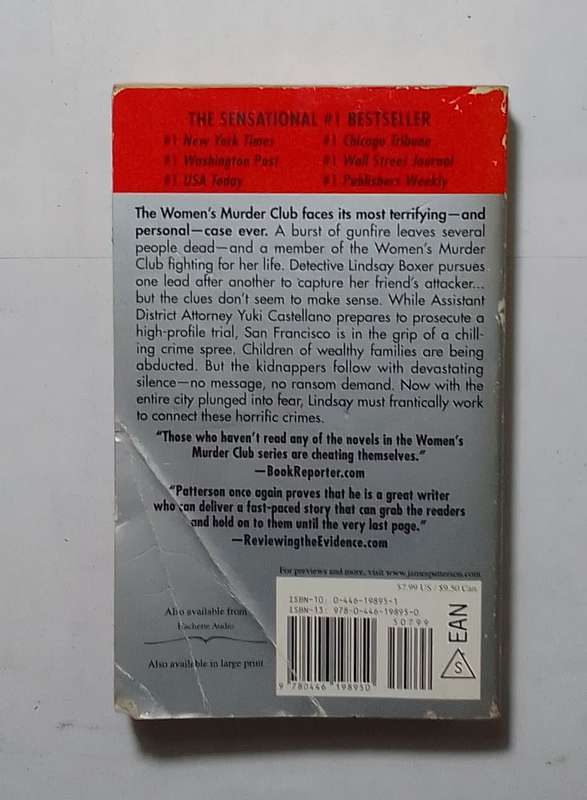 THE SENSATIONAL #1 BESTSELLER
#1 New York Times #1 Chicago Tribune
#1 Washington Post #1 Wall Street Journal
#1 USA Today #1 Publishers Weekly
The Women's Murder Club faces its most terrifying—and
personal—case ever. A burst of gunfire leaves several
people dead—and a member of the Women's Murder
Club fighting for her life. Detective Lindsay Boxer pursues
one lead after another to capture her friend's attacker...
but the clues don't seem to make sense. While Assistant
District Attorney Yuki Castellano prepares to prosecute a
high-profile trial, San Francisco is in the grip of a chill-
ing crime spree. Children of wealthy families are being
abducted. But the kidnappers follow with devastating
silence—no message, no ransom demand. Now with the
entire city plunged into fear, Lindsay must frantically work
to connect these horrific crimes.
"Those who haven't read any of the novels in the Women's
Murder Club series are cheating themselves."
—BookReporter.com
"Patterson once again proves that he is a great writer
who can deliver a fast-paced story that can grab the readers
and hold on to them until the very last page."
—ReviewingtheEvidence.com
For previews and more, visit www.jamespatterson.com
$7.99 US / $9.50 Can
ISBN-10: 0-446-19895-1
ISBN-13: 978-0-446-19895-0
50799
EAN
S
9 780446 198950
Also available from
Hachette Audio
Also available in large print